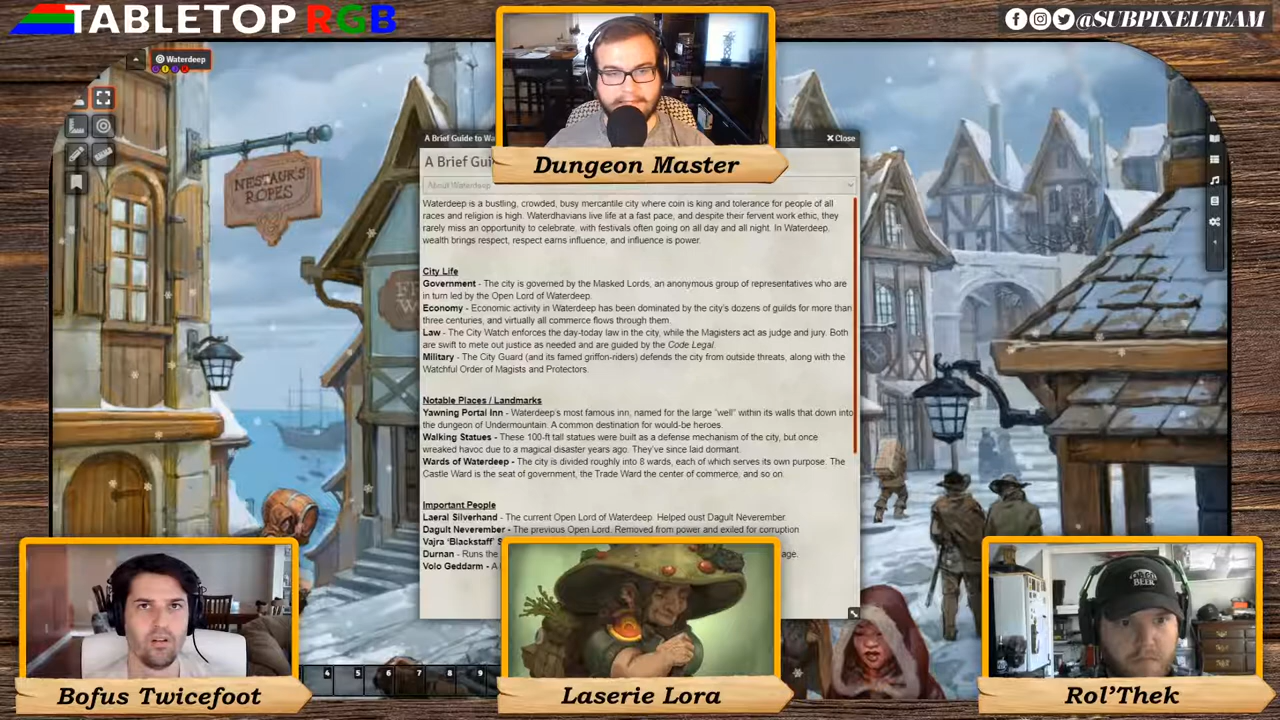 TABLETOP RGB
@SUBPIXELTEAM
Waterdeep
NESTAUR'S
ROPES
Dungeon Master
A Brief Guide to Wa
Close
A Brief Gui
About Waterdeep
Waterdeep is a bustling, crowded, busy mercantile city where coin is king and tolerance for people of all
races and religion is high. Waterdhavians live life at a fast pace, and despite their fervent work ethic, they
rarely miss an opportunity to celebrate, with festivals often going on all day and all night. In Waterdeep,
wealth brings respect, respect earns influence, and influence is power.
City Life
Government - The city is governed by the Masked Lords, an anonymous group of representatives who are
in turn led by the Open Lord of Waterdeep.
Economy - Economic activity in Waterdeep has been dominated by the city's dozens of guilds for more than
three centuries, and virtually all commerce flows through them.
Law - The City Watch enforces the day-today law in the city, while the Magisters act as judge and jury. Both
are swift to mete out justice as needed and are guided by the Code Legal.
Military - The City Guard (and its famed griffon-riders) defends the city from outside threats, along with the
Watchful Order of Magists and Protectors.
Notable Places / Landmarks
Yawning Portal Inn - Waterdeep's most famous inn, named for the large "well" within its walls that down into
the dungeon of Undermountain. A common destination for would-be heroes.
Walking Statues - These 100-ft tall statues were built as a defense mechanism of the city, but once
wreaked havoc due to a magical disaster years ago. They've since laid dormant.
Wards of Waterdeep - The city is divided roughly into 8 wards, each of which serves its own purpose. The
Castle Ward is the seat of government, the Trade Ward the center of commerce, and so on.
Important People
Laeral Silverhand - The current Open Lord of Waterdeep. Helped oust Dagult Neverember.
Dagult Neverember - The previous Open Lord. Removed from power and exiled for corruption
Vajra 'Blackstaff' S
Durnan - Runs the
age.
Volo Geddarm - A
4 5 6 7 8 9
BEER
Bofus Twicefoot
Laserie Lora
Rol'Thek